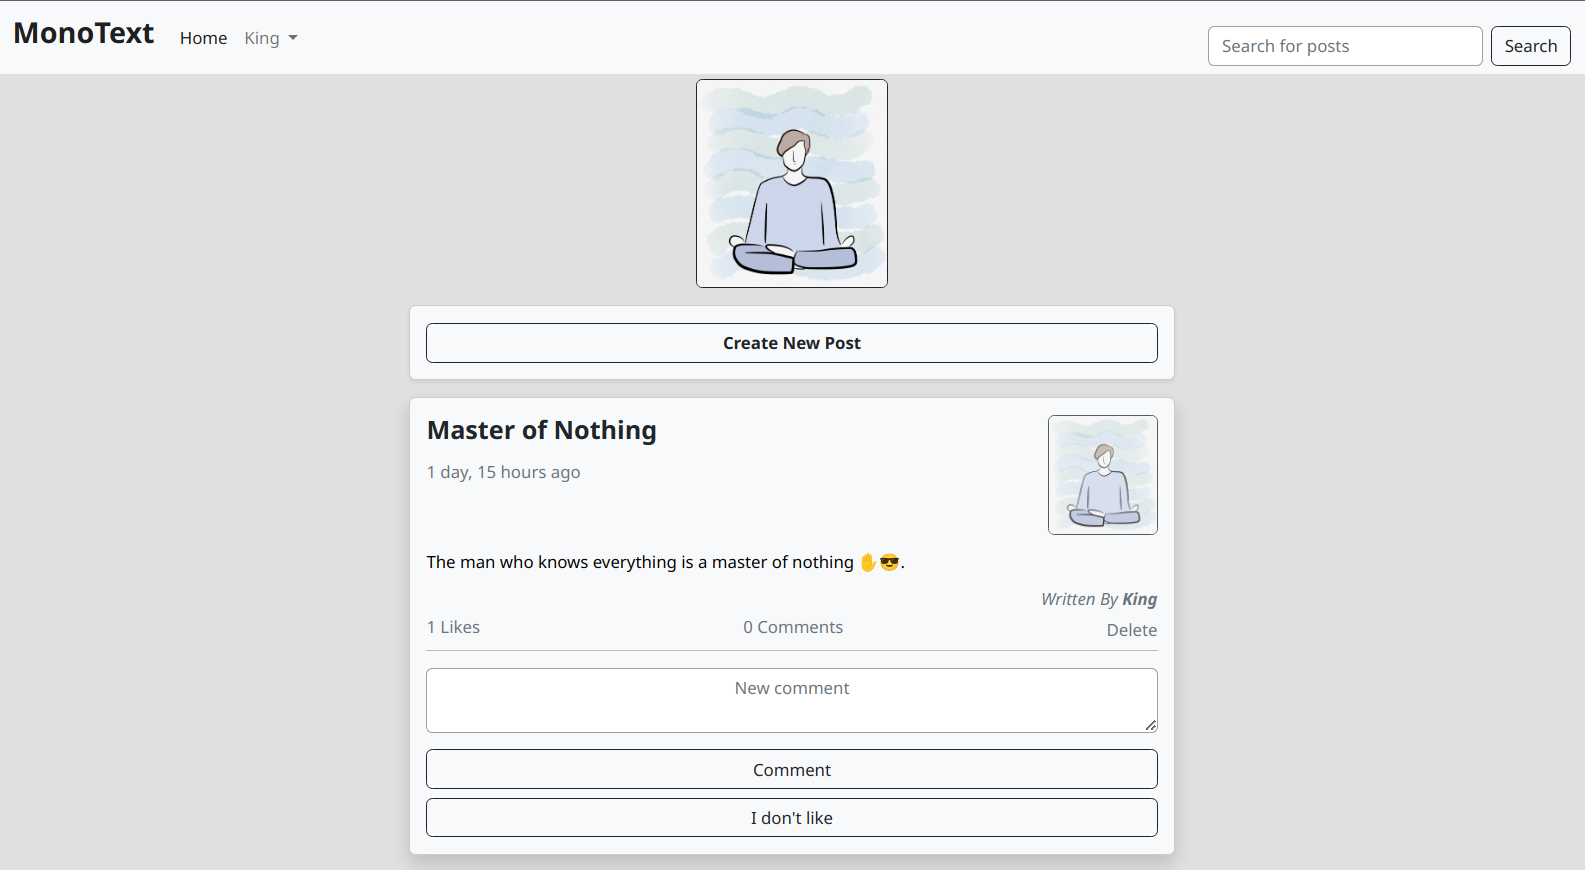 MonoText
Home
King
Search for posts
Search
Create New Post
Master of Nothing
1 day, 15 hours ago
The man who knows everything is a master of nothing ✋😎.
Written By King
1 Likes
0 Comments
Delete
New comment
Comment
I don't like